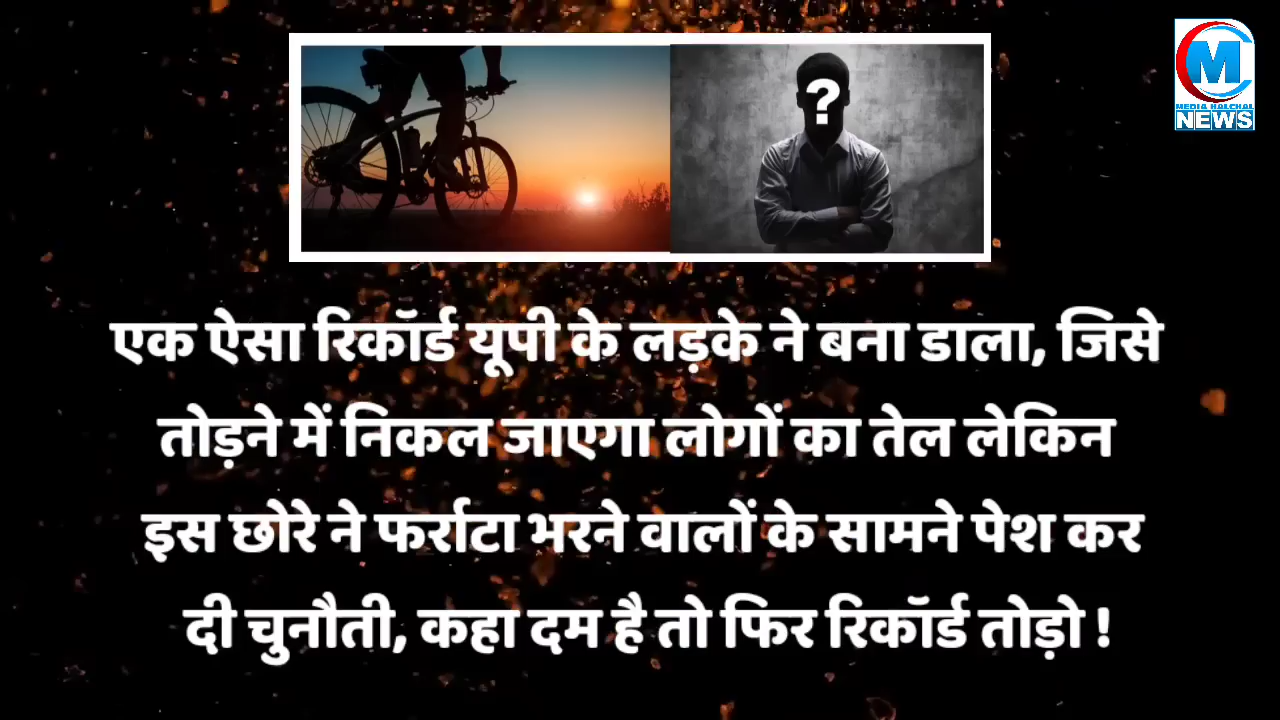 ?
MEDIA HALCHAL
NEWS
एक ऐसा रिकॉर्ड यूपी के लड़के ने बना डाला, जिसे
तोड़ने में निकल जाएगा लोगों का तेल लेकिन
इस छोरे ने फर्राटा भरने वालों के सामने पेश कर
दी चुनौती, कहा दम है तो फिर रिकॉर्ड तोड़ो !